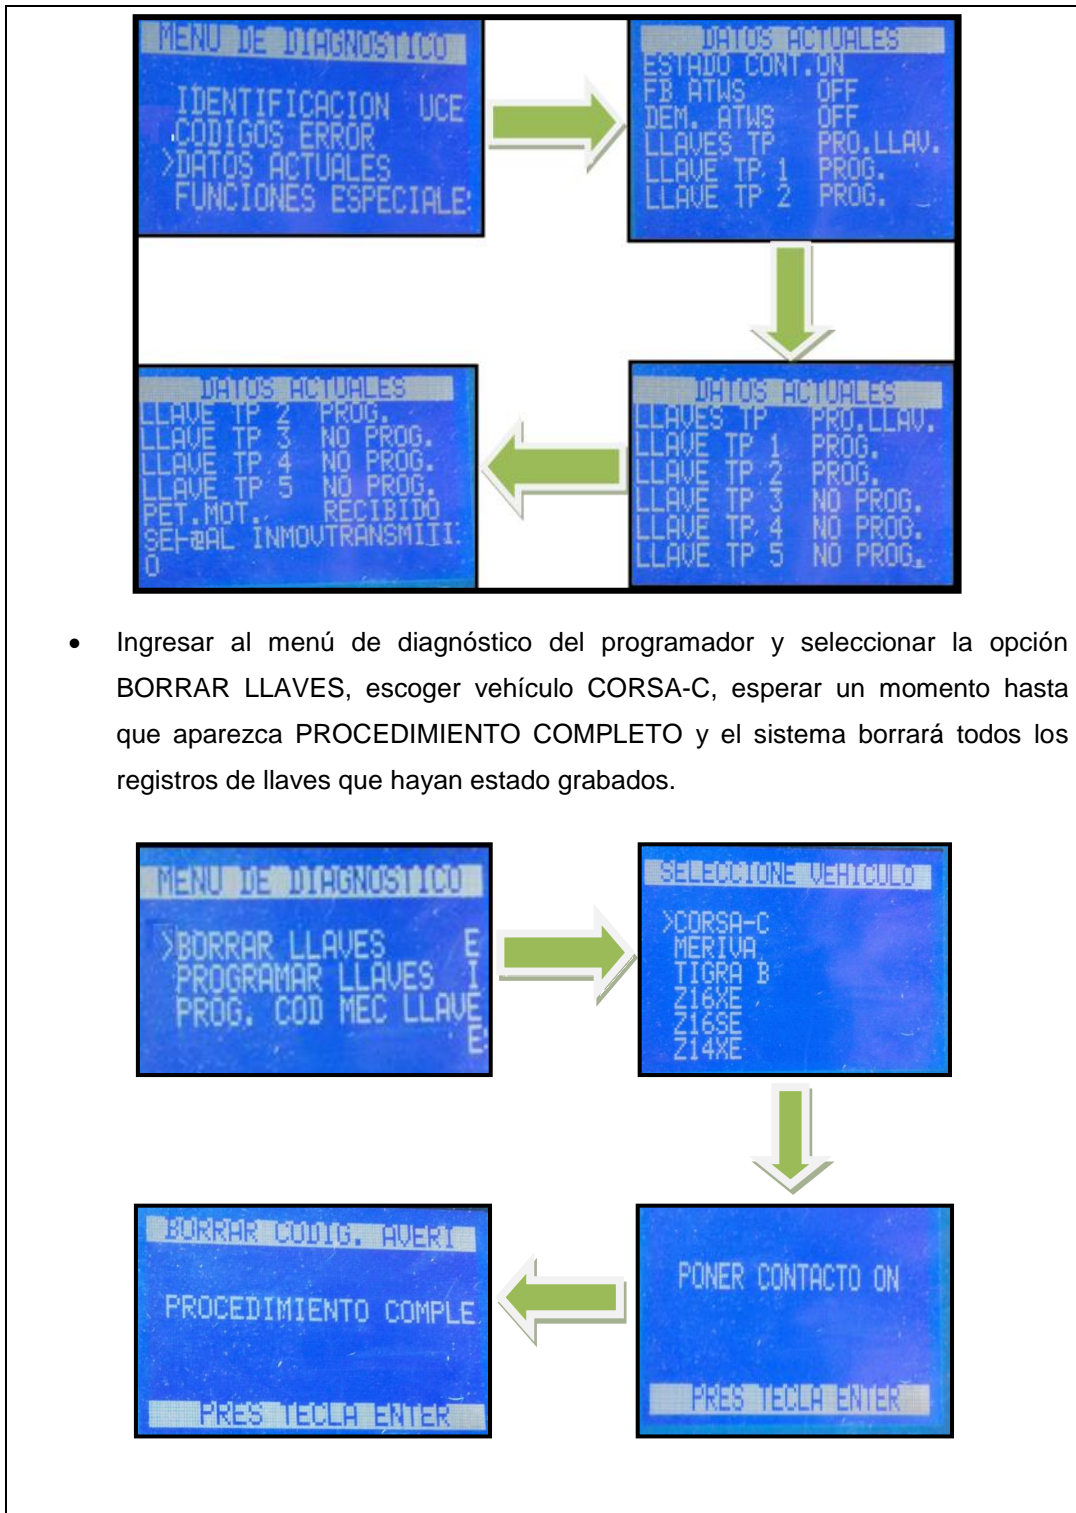 MENU DE DIAGNOSTICO
IDENTIFICACION UCE
CODIGOS ERROR
>DATOS ACTUALES
FUNCIONES ESPECIALES
DATOS ACTUALES
ESTADO CONT.ON
FB ATWS OFF
DEM. ATWS OFF
LLAVES TP PRO.LLAV.
LLAVE TP 1 PROG.
LLAVE TP 2 PROG.
DATOS ACTUALES
LLAVE TP 2 PROG.
LLAVE TP 3 NO PROG.
LLAVE TP 4 NO PROG.
LLAVE TP 5 NO PROG.
PET.MOT. RECIBIDO
INMOVTRANSMITI
O
DATOS ACTUALES
LLAVES TP PRO.LLAV.
LLAVE TP 1 PROG.
LLAVE TP 2 PROG.
LLAVE TP 3 NO PROG.
LLAVE TP 4 NO PROG.
LLAVE TP 5 NO PROG.
• Ingresar al menú de diagnóstico del programador y seleccionar la opción
BORRAR LLAVES, escoger vehículo CORSA-C, esperar un momento hasta
que aparezca PROCEDIMIENTO COMPLETO y el sistema borrará todos los
registros de llaves que hayan estado grabados.
MENU DE DIAGNOSTICO
>BORRAR LLAVES E
PROGRAMAR LLAVES I
PROG. COD MEC LLAVE
E
SELECCIONE VEHICULO
>CORSA-C
MERIVA
TIGRA B
Z16XE
Z16SE
Z14XE
BORRAR CODIG. AVERI
PROCEDIMIENTO COMPLE
PRES TECLA ENTER
PONER CONTACTO ON
PRES TECLA ENTER